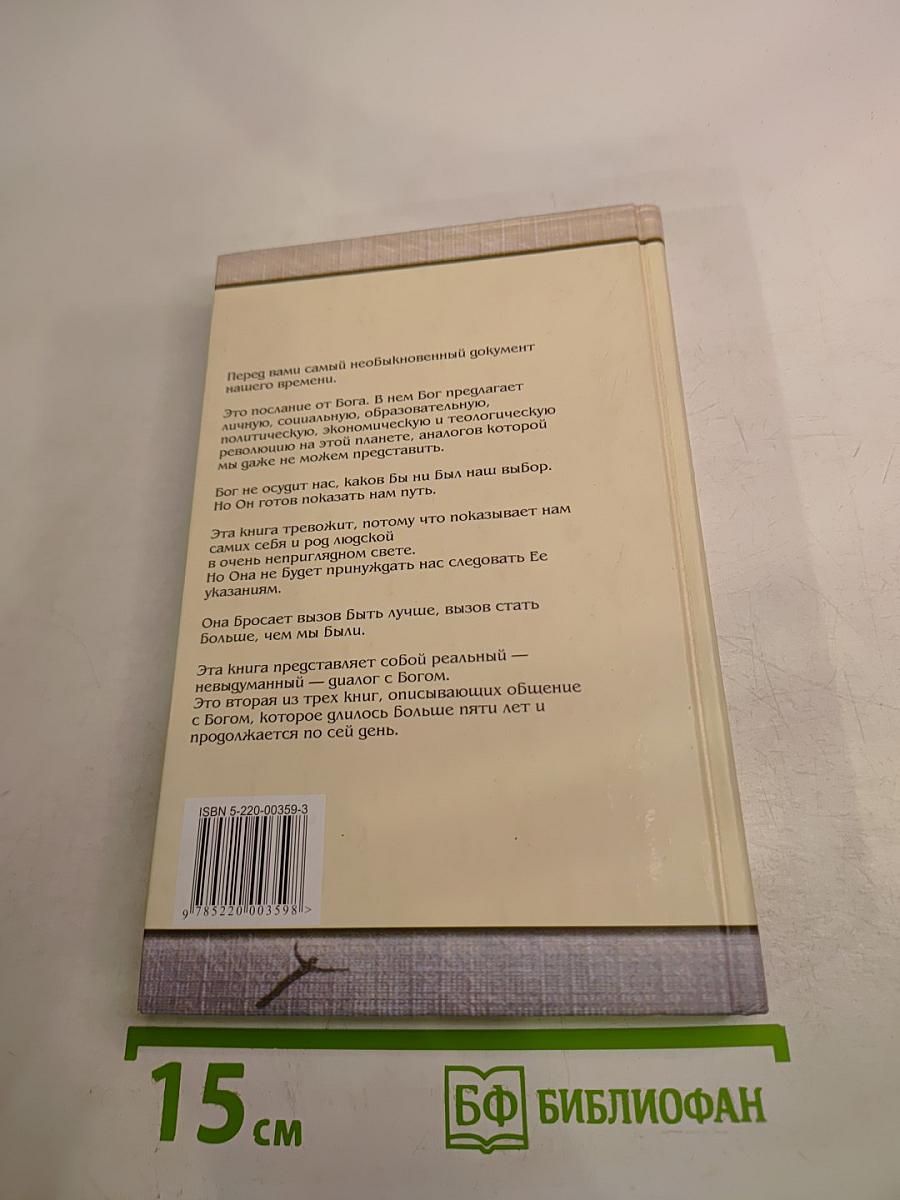 Перед вами самый необыкновенный документ
нашего времени.
Это послание от Бога. В нем Бог предлагает
личную, социальную, образовательную,
политическую, экономическую и теологическую
революцию на этой планете, аналогов которой
мы даже не можем представить.
Бог не осудит нас, каков бы ни был наш выбор.
Но Он готов показать нам путь.
Эта книга тревожит, потому что показывает нам
самих себя и род людской
в очень неприглядном свете.
Но Она не будет принуждать нас следовать Ее
указаниям.
Она бросает вызов быть лучше, вызов стать
больше, чем мы были.
Эта книга представляет собой реальный —
невыдуманный — диалог с Богом.
Это вторая из трех книг, описывающих общение
с Богом, которое длилось больше пяти лет и
продолжается по сей день.
ISBN 5-220-00359-3
9 785220 003598 >
15 см
БФ БИБЛИОФАН